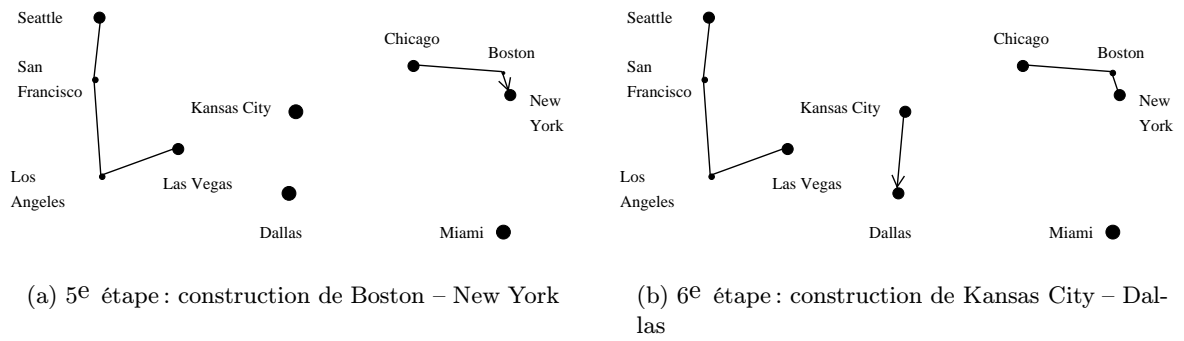 Seattle
San
Francisco
Los
Angeles
Las Vegas
Kansas City
Dallas
Chicago
Boston
New
York
Miami
(a) 5e étape : construction de Boston – New York
Seattle
San
Francisco
Los
Angeles
Las Vegas
Kansas City
Dallas
Chicago
Boston
New
York
Miami
(b) 6e étape : construction de Kansas City – Dal-
las